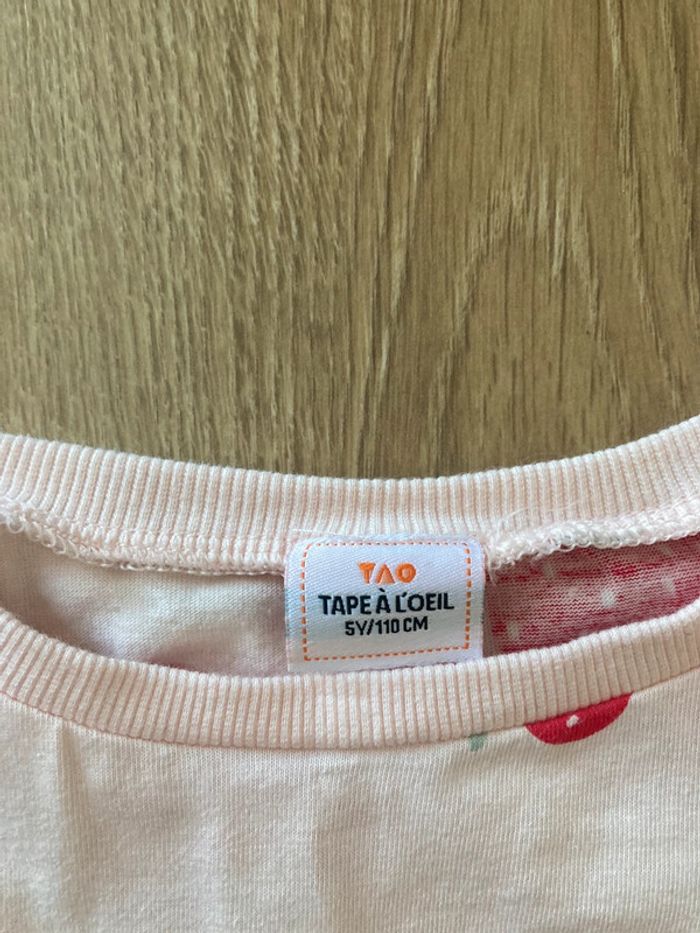 TAO
TAPE À L'OEIL
5Y/110 CM